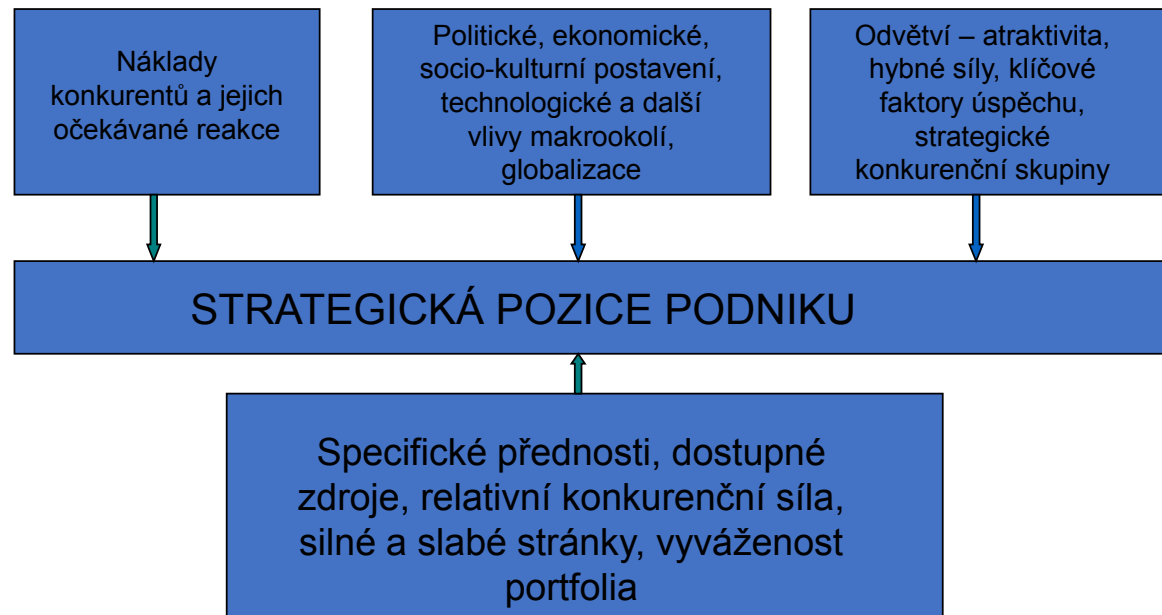 Náklady
konkurentů a jejich
očekávané reakce
Politické, ekonomické,
socio-kulturní postavení,
technologické a další
vlivy makrookolí,
globalizace
Odvětví – atraktivita,
hybné síly, klíčové
faktory úspěchu,
strategické
konkurenční skupiny
STRATEGICKÁ POZICE PODNIKU
Specifické přednosti, dostupné
zdroje, relativní konkurenční síla,
silné a slabé stránky, vyváženost
portfolia